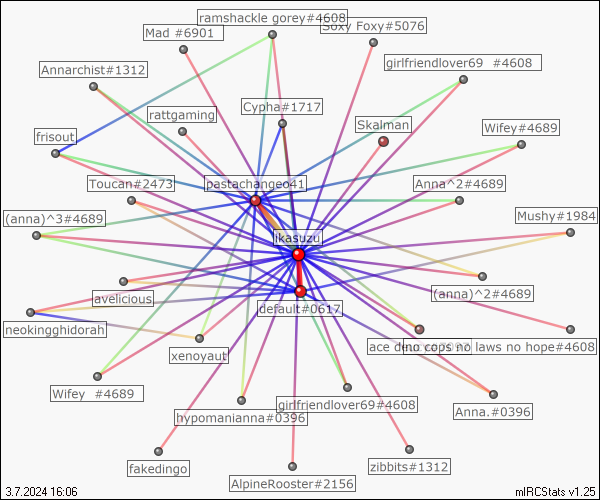 ramshackle gorey#4608
Soxy Foxy#5076
Mad #6901
girlfriendlover69 #4608
Annarchist#1312
Cypha#1717
rattgaming
Skalman
Wifey#4689
frisout
Toucan#2473
pastachangeo41
Anna^2#4689
(anna)^3#4689
Mushy#1984
ikasuzu
(anna)^2#4689
avelicious
default#0617
neokingghidorah
xenoyaut
ace dino cops no laws no hope#4608
Wifey #4689
girlfriendlover69#4608
hypomanianna#0396
Anna.#0396
fakedingo
zibbits#1312
AlpineRooster#2156
3.7.2024 16:06
mIRCStats v1.25